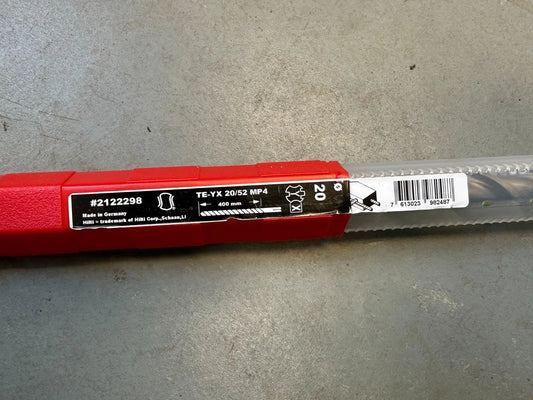 #2122298
Made in Germany
Hilti = trademark of Hilti Corp.,Schaan,LI
TE-YX 20/52 MP4
400 mm
Y X
20
Ø
7 613023 982487